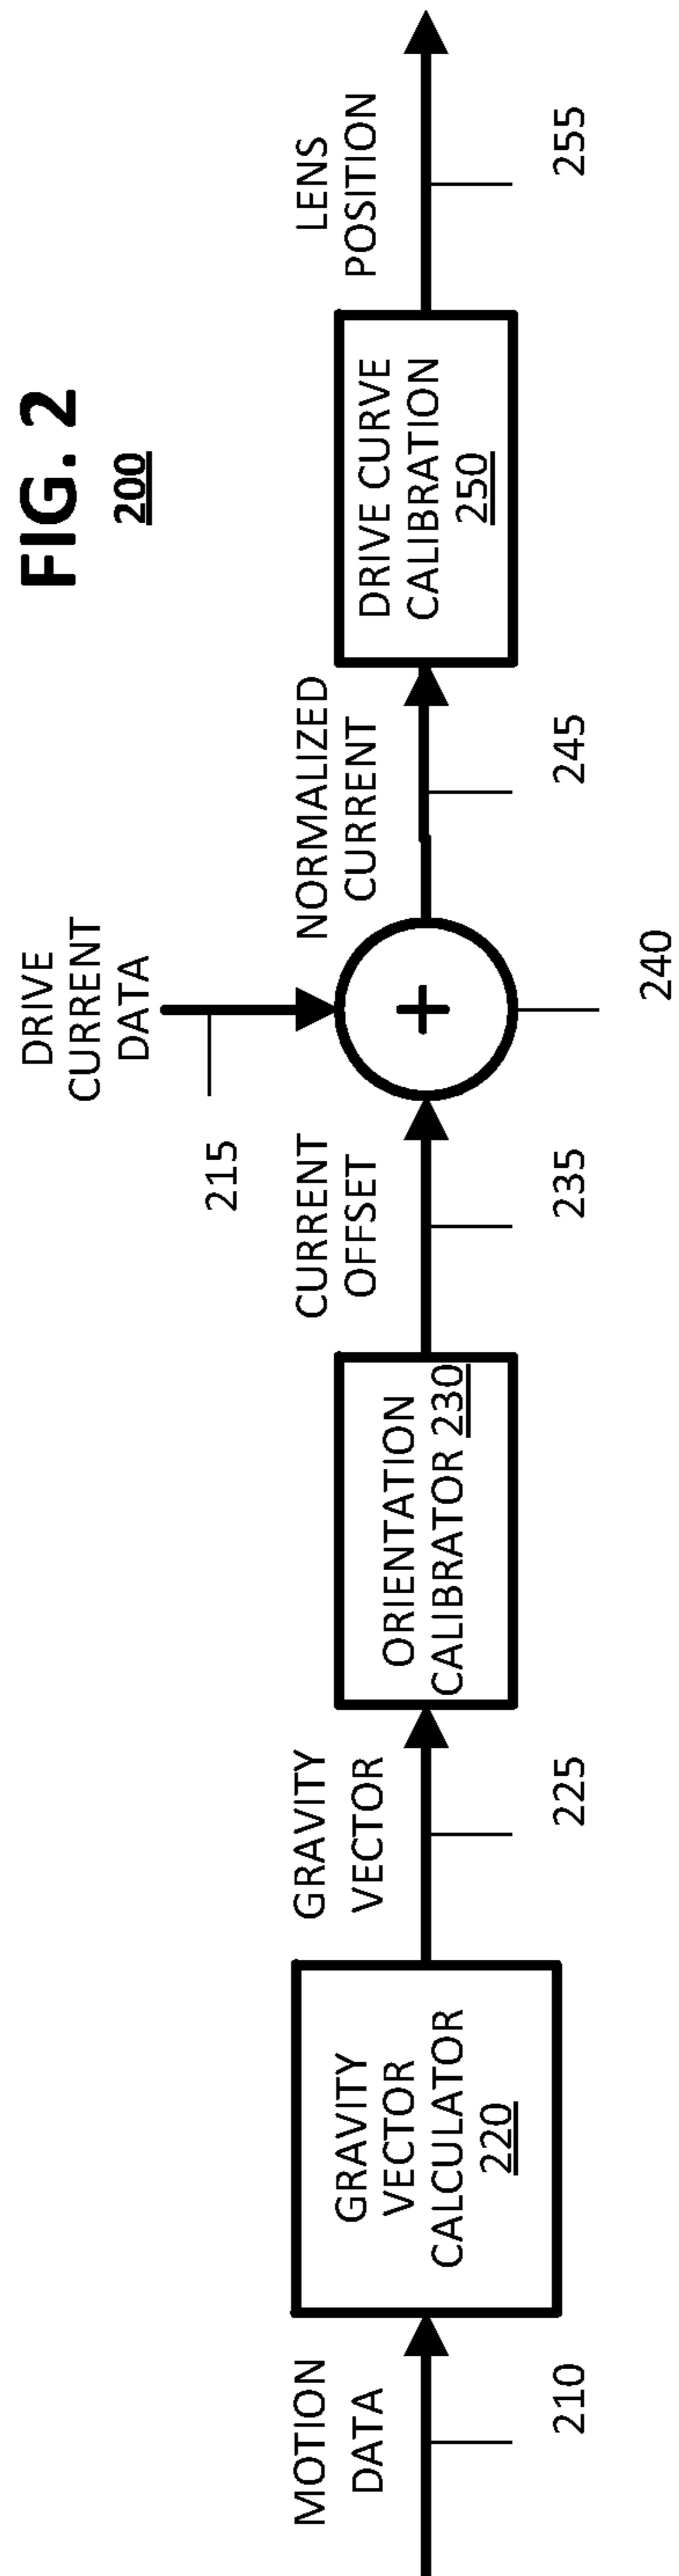 FIG. 2
200
MOTION
DATA
210
GRAVITY
VECTOR
CALCULATOR
220
GRAVITY
VECTOR
225
ORIENTATION
CALIBRATOR 230
CURRENT
OFFSET
235
DRIVE
CURRENT
DATA
215
240
NORMALIZED
CURRENT
245
DRIVE CURVE
CALIBRATION
250
LENS
POSITION
255
+